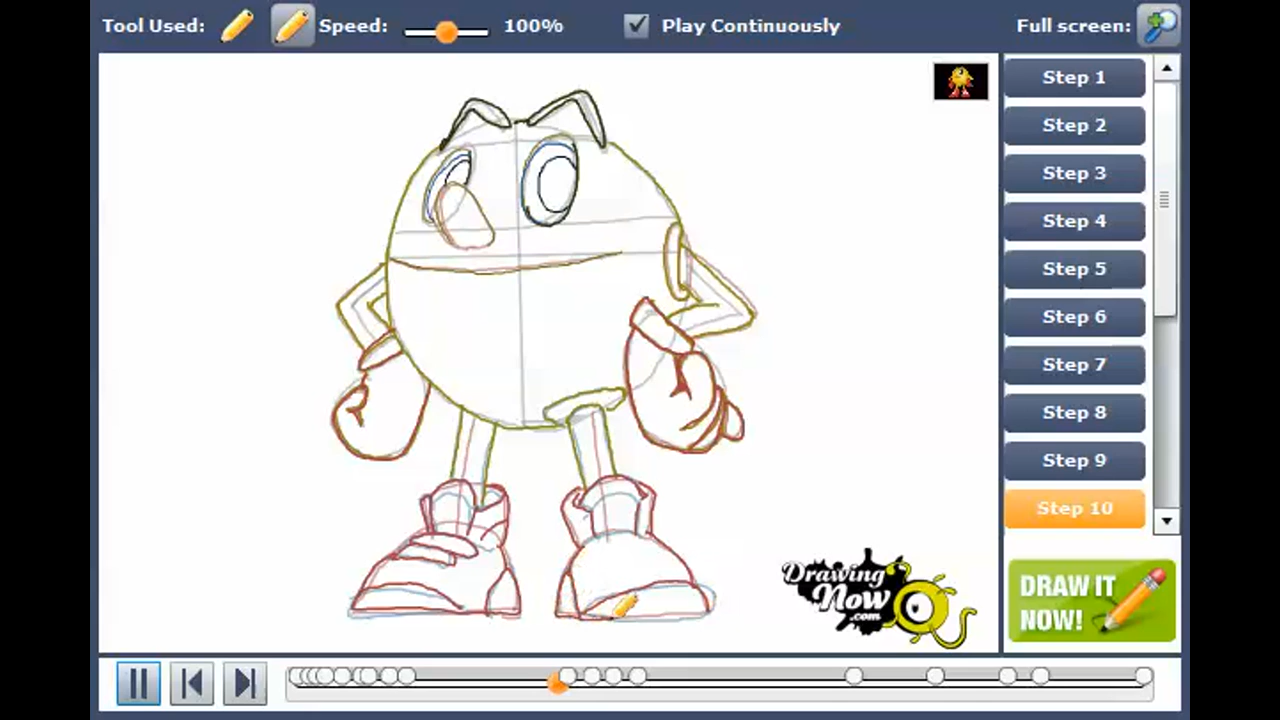 Tool Used: Speed: 100% Play Continuously Full screen:
Step 1
Step 2
Step 3
Step 4
Step 5
Step 6
Step 7
Step 8
Step 9
Step 10
Drawing
Now
.com
DRAW IT
NOW!